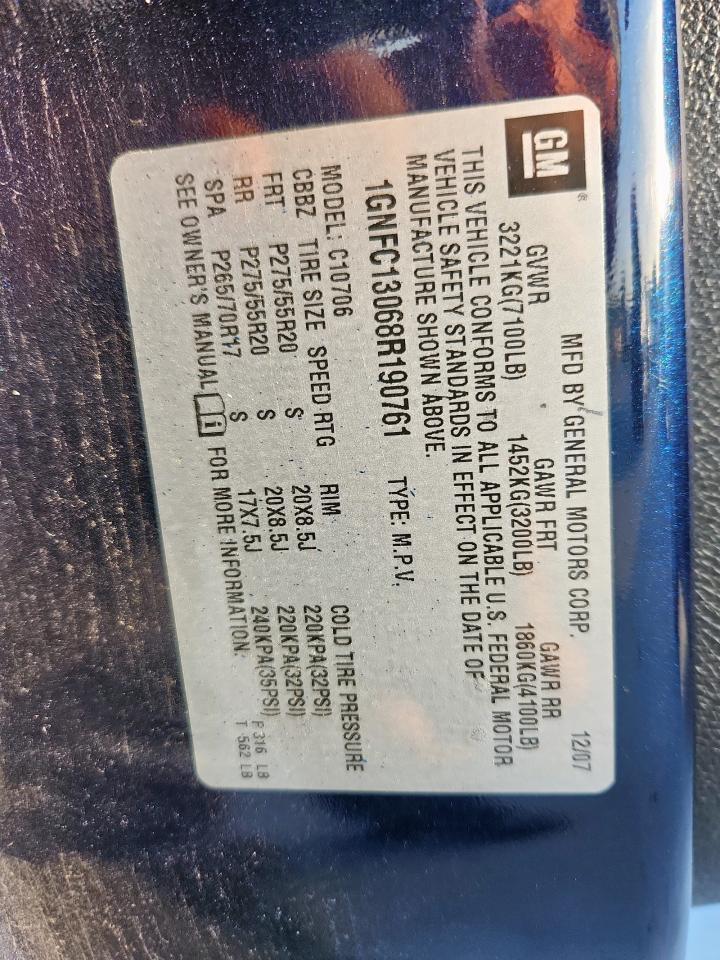 GM®
MFD BY GENERAL MOTORS CORP. 12/07
GVWR GAWR FRT GAWR RR
3221KG(7100LB) 1452KG(3200LB) 1860KG(4100LB)
THIS VEHICLE CONFORMS TO ALL APPLICABLE U.S. FEDERAL MOTOR
VEHICLE SAFETY STANDARDS IN EFFECT ON THE DATE OF
MANUFACTURE SHOWN ABOVE.
1GNFC13068R190761 TYPE: M.P.V.
MODEL: C10706
CBBZ TIRE SIZE SPEED RTG RIM COLD TIRE PRESSURE
FRT P275/55R20 S 20X8.5J 220KPA(32PSI)
RR P275/55R20 S 20X8.5J 220KPA(32PSI)
SPA P265/70R17 S 17X7.5J 240KPA(35PSI)
SEE OWNER'S MANUAL FOR MORE INFORMATION.
P 316 LB
T 562 LB